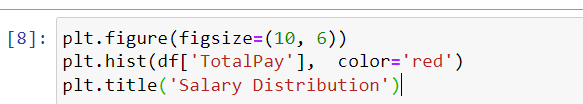 [8]: plt.figure(figsize=(10, 6))
plt.hist(df['TotalPay'],  color='red')
plt.title('Salary Distribution')